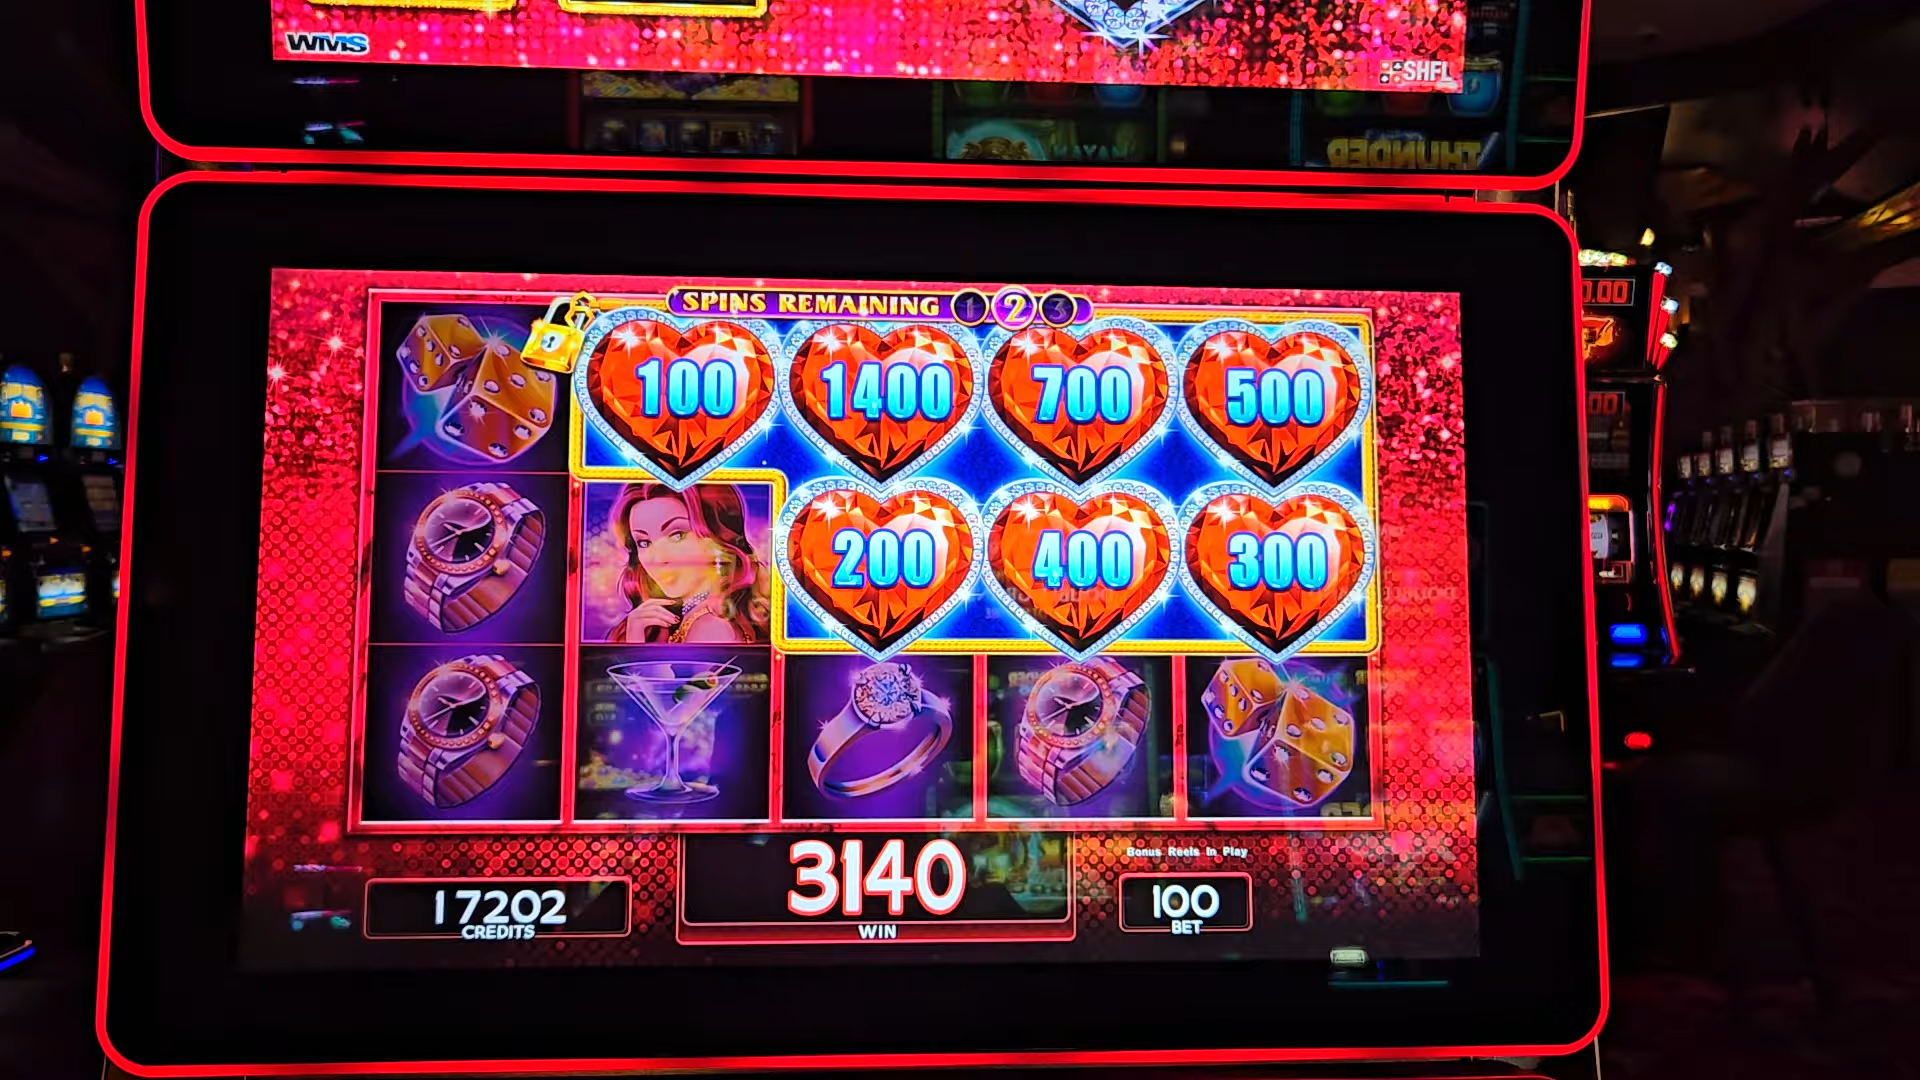 WMS
SHFL
THUNDER
SPINS REMAINING 1 2 3
100 1400 700 500
200 400 300
3140
WIN
17202
CREDITS
Bonus Reels In Play
100
BET